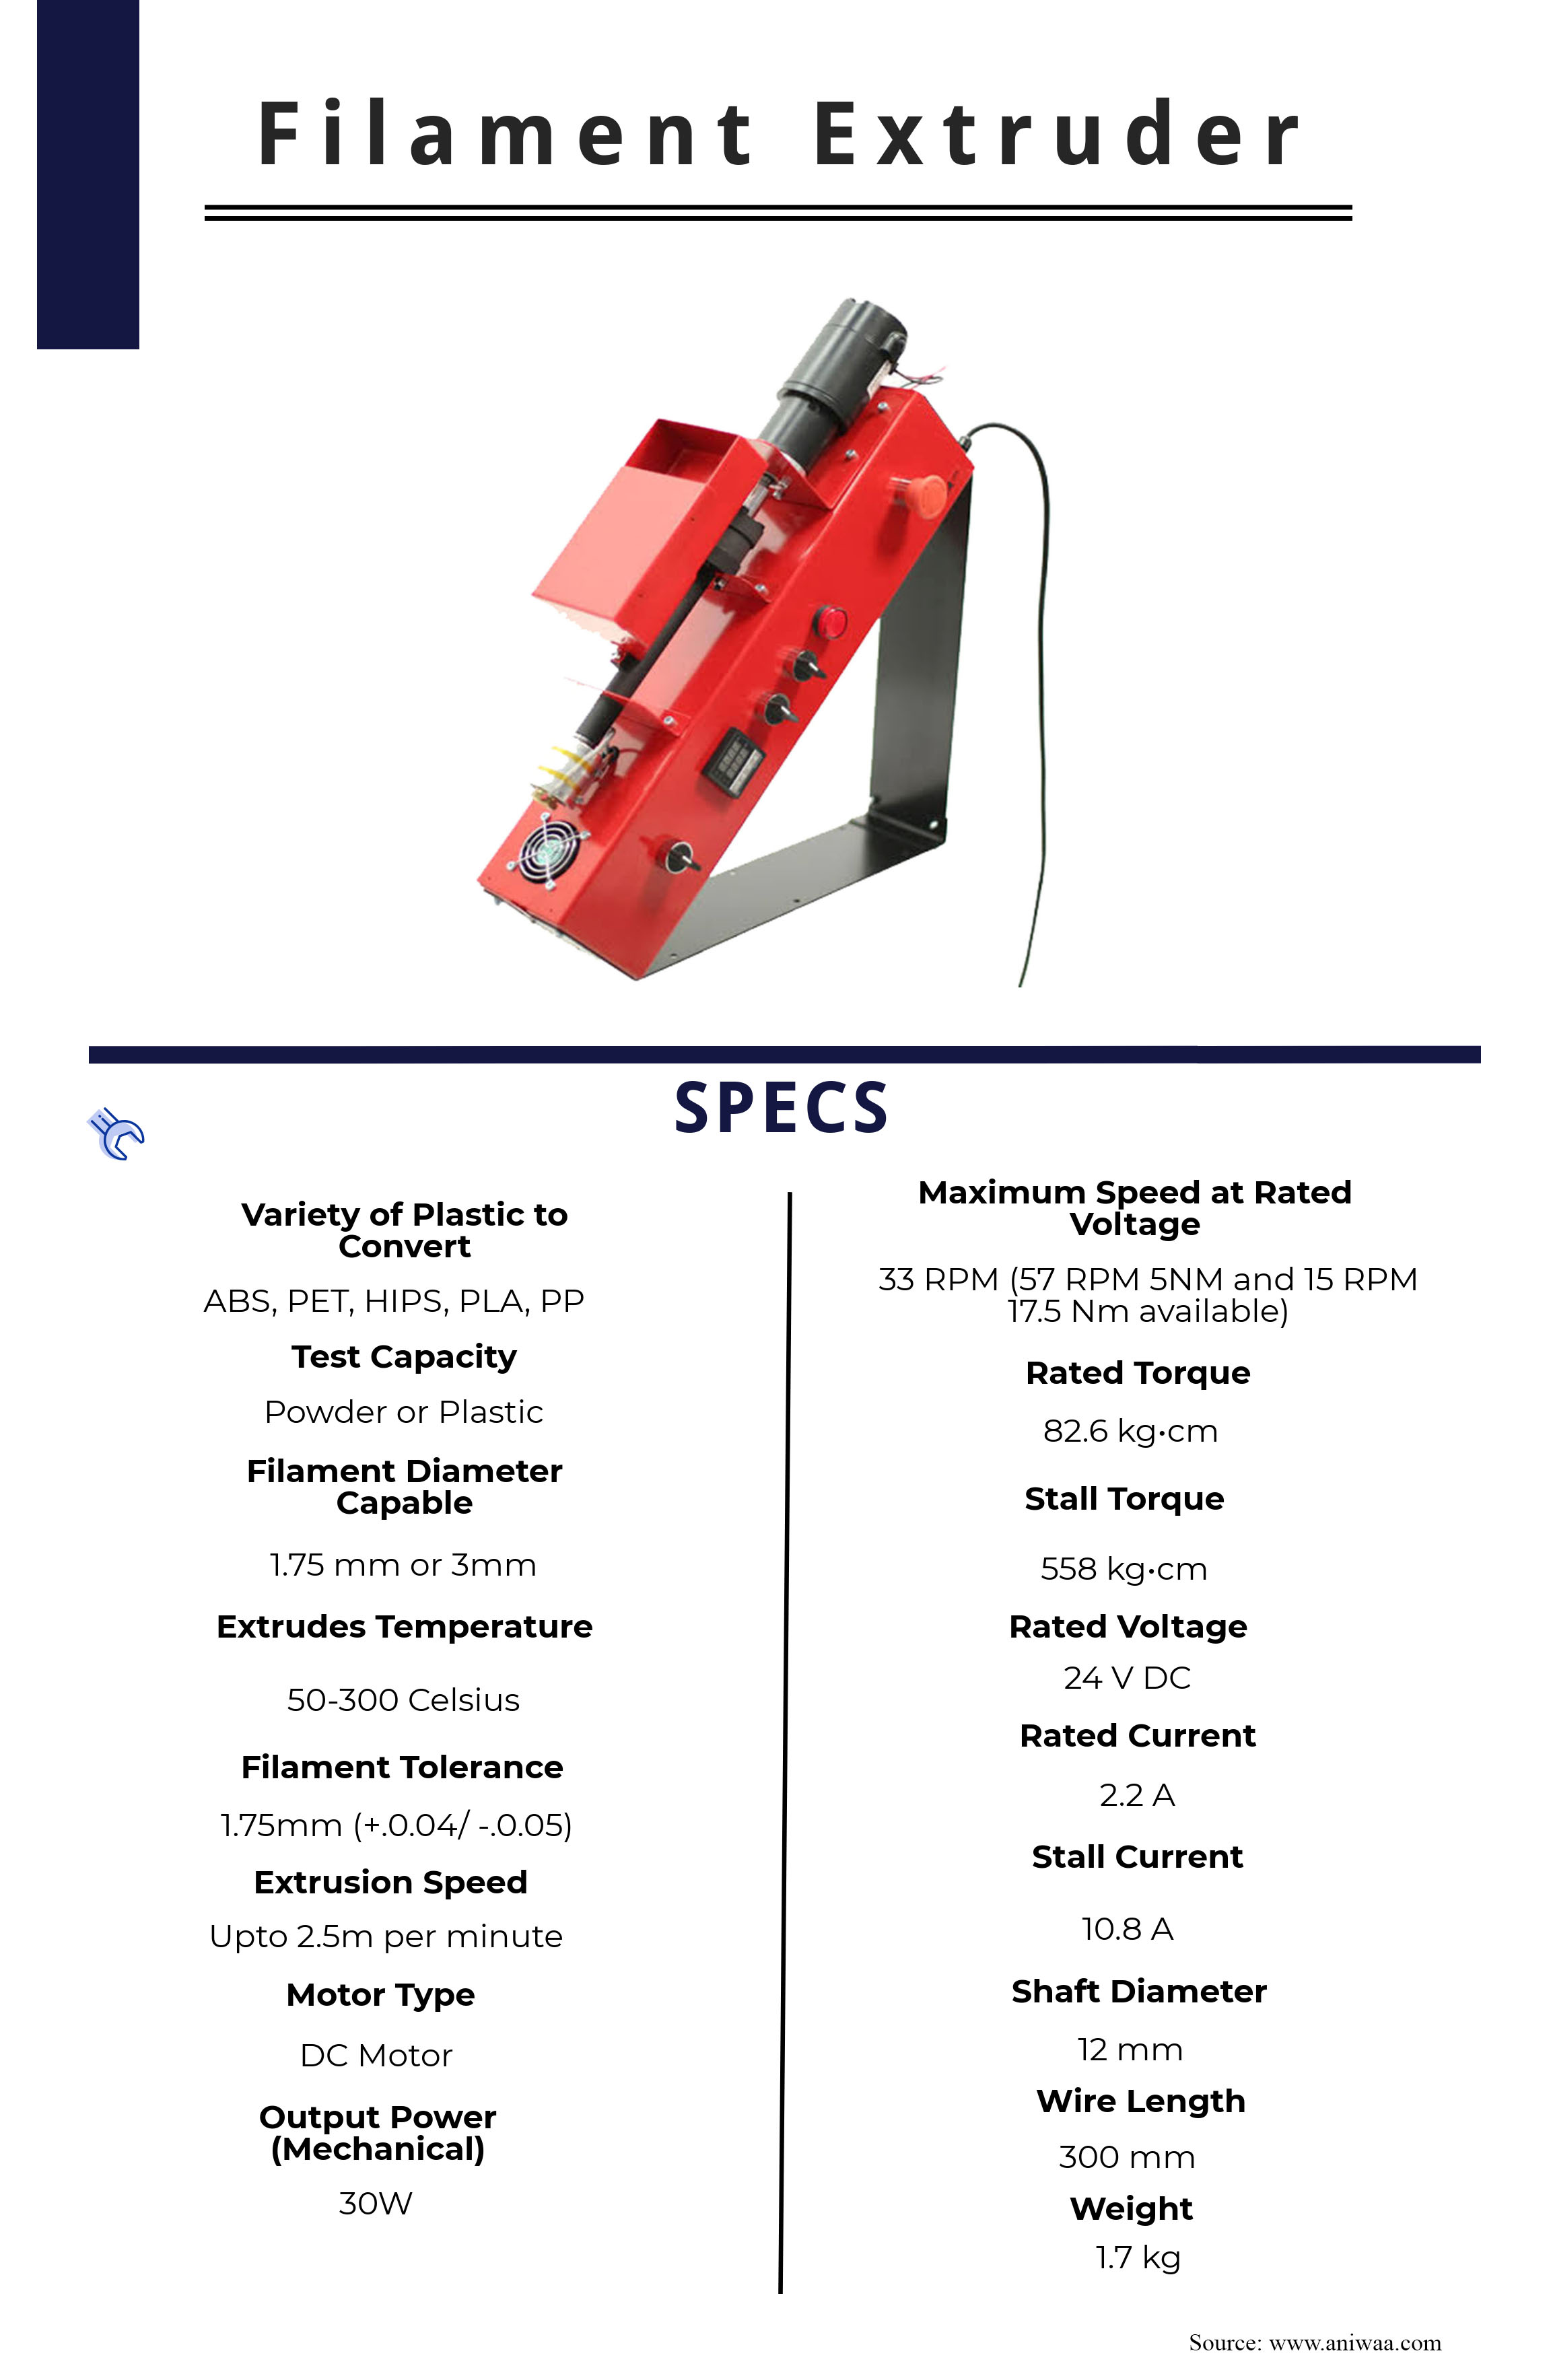 Filament Extruder
SPECS
Variety of Plastic to
Convert
ABS, PET, HIPS, PLA, PP
Test Capacity
Powder or Plastic
Filament Diameter
Capable
1.75 mm or 3mm
Extrudes Temperature
50-300 Celsius
Filament Tolerance
1.75mm (+.0.04/ -.0.05)
Extrusion Speed
Upto 2.5m per minute
Motor Type
DC Motor
Output Power
(Mechanical)
30W
Maximum Speed at Rated
Voltage
33 RPM (57 RPM 5NM and 15 RPM
17.5 Nm available)
Rated Torque
82.6 kg•cm
Stall Torque
558 kg•cm
Rated Voltage
24 V DC
Rated Current
2.2 A
Stall Current
10.8 A
Shaft Diameter
12 mm
Wire Length
300 mm
Weight
1.7 kg
Source: www.aniwaa.com